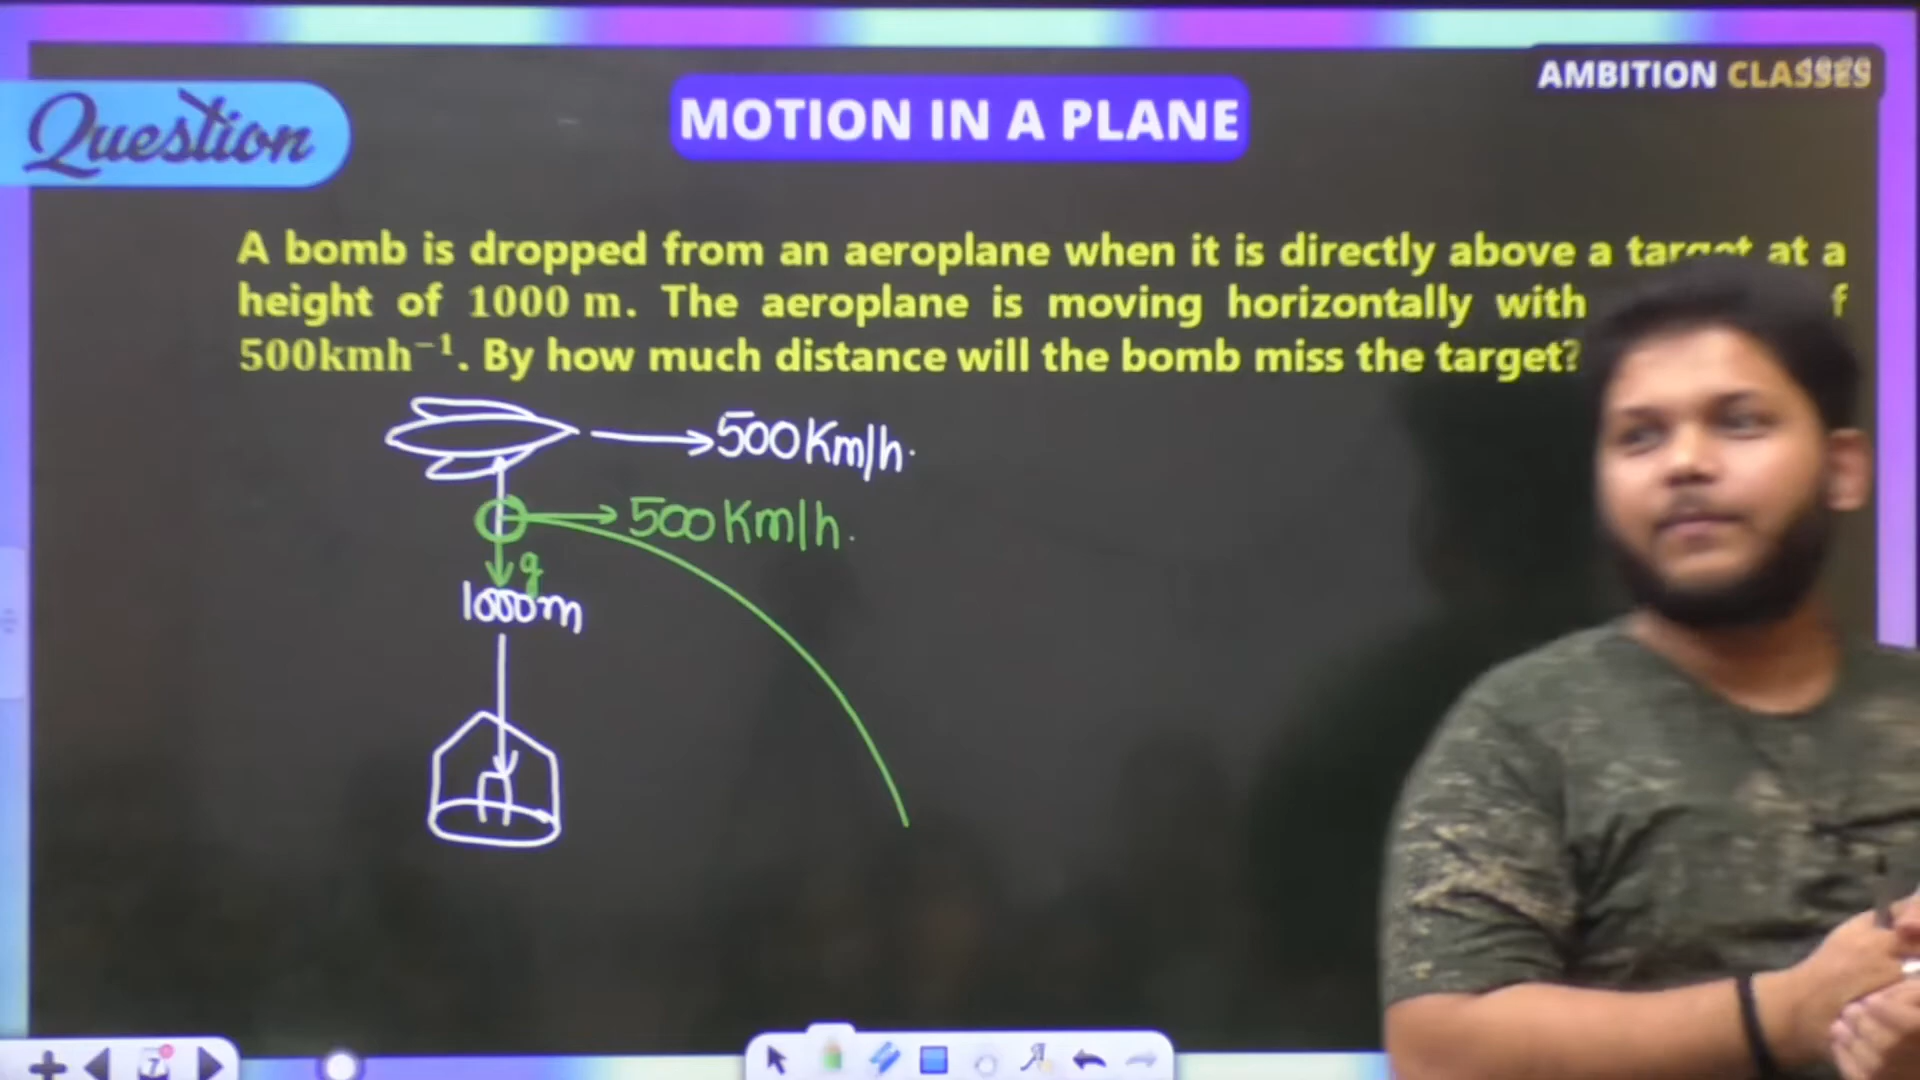 AMBITION CLASSES
Question
MOTION IN A PLANE
A bomb is dropped from an aeroplane when it is directly above a target at a
height of 1000 m. The aeroplane is moving horizontally with f
500kmh⁻¹. By how much distance will the bomb miss the target?
500Km/h.
500Km/h.
g
1000m
7